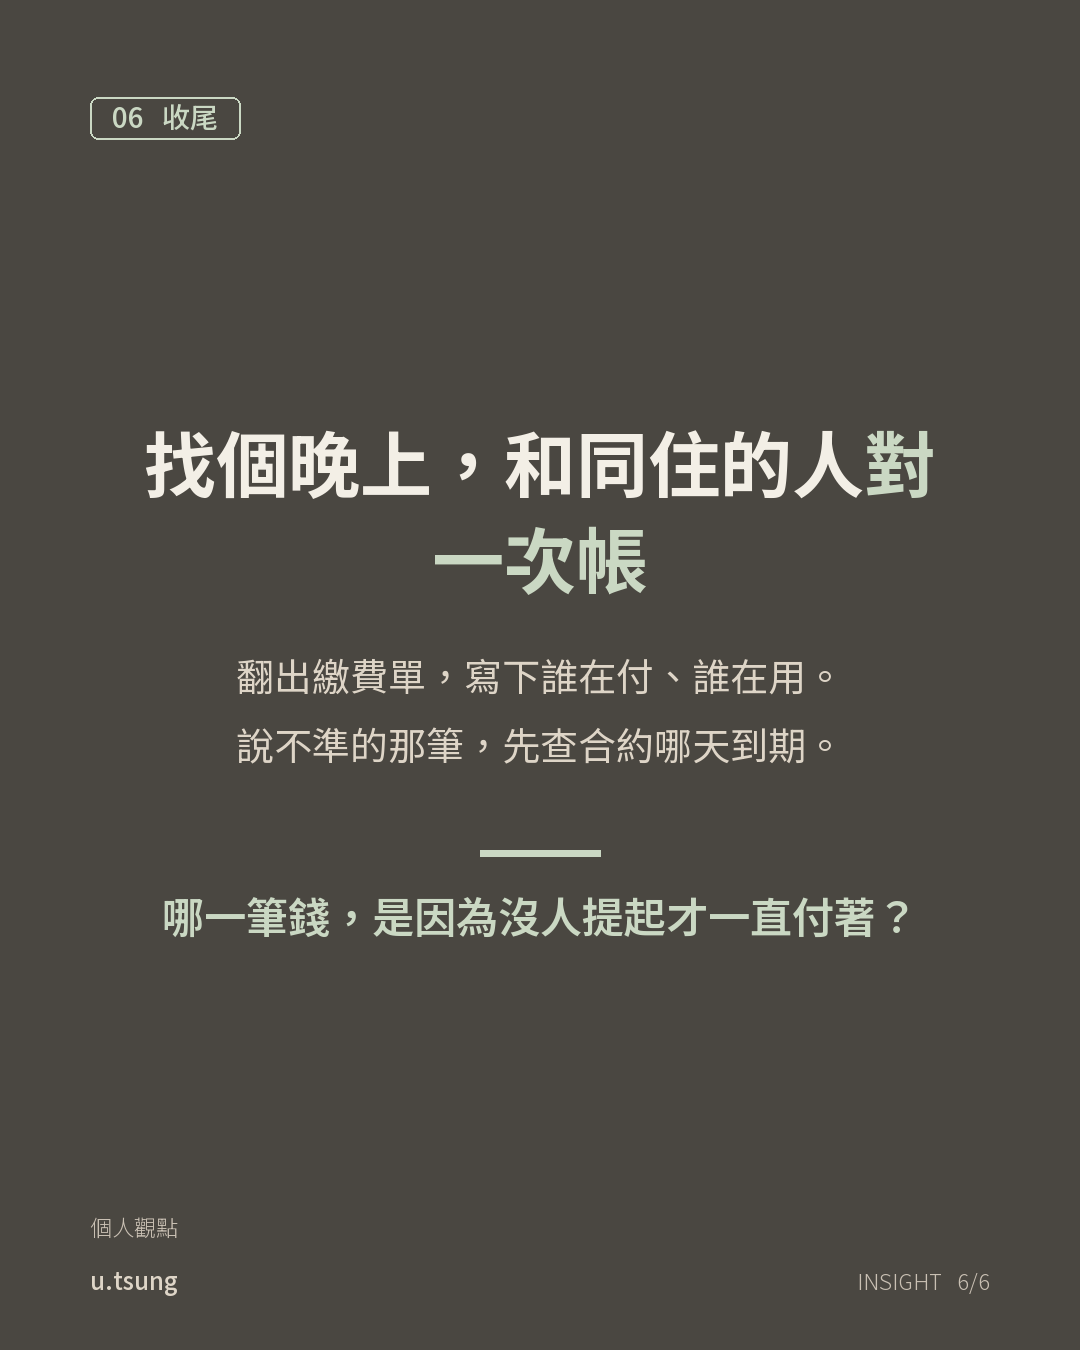 06 收尾
找個晚上，和同住的人對
一次帳
翻出繳費單，寫下誰在付、誰在用。
說不準的那筆，先查合約哪天到期。
哪一筆錢，是因為沒人提起才一直付著？
個人觀點
u.tsung
INSIGHT 6/6